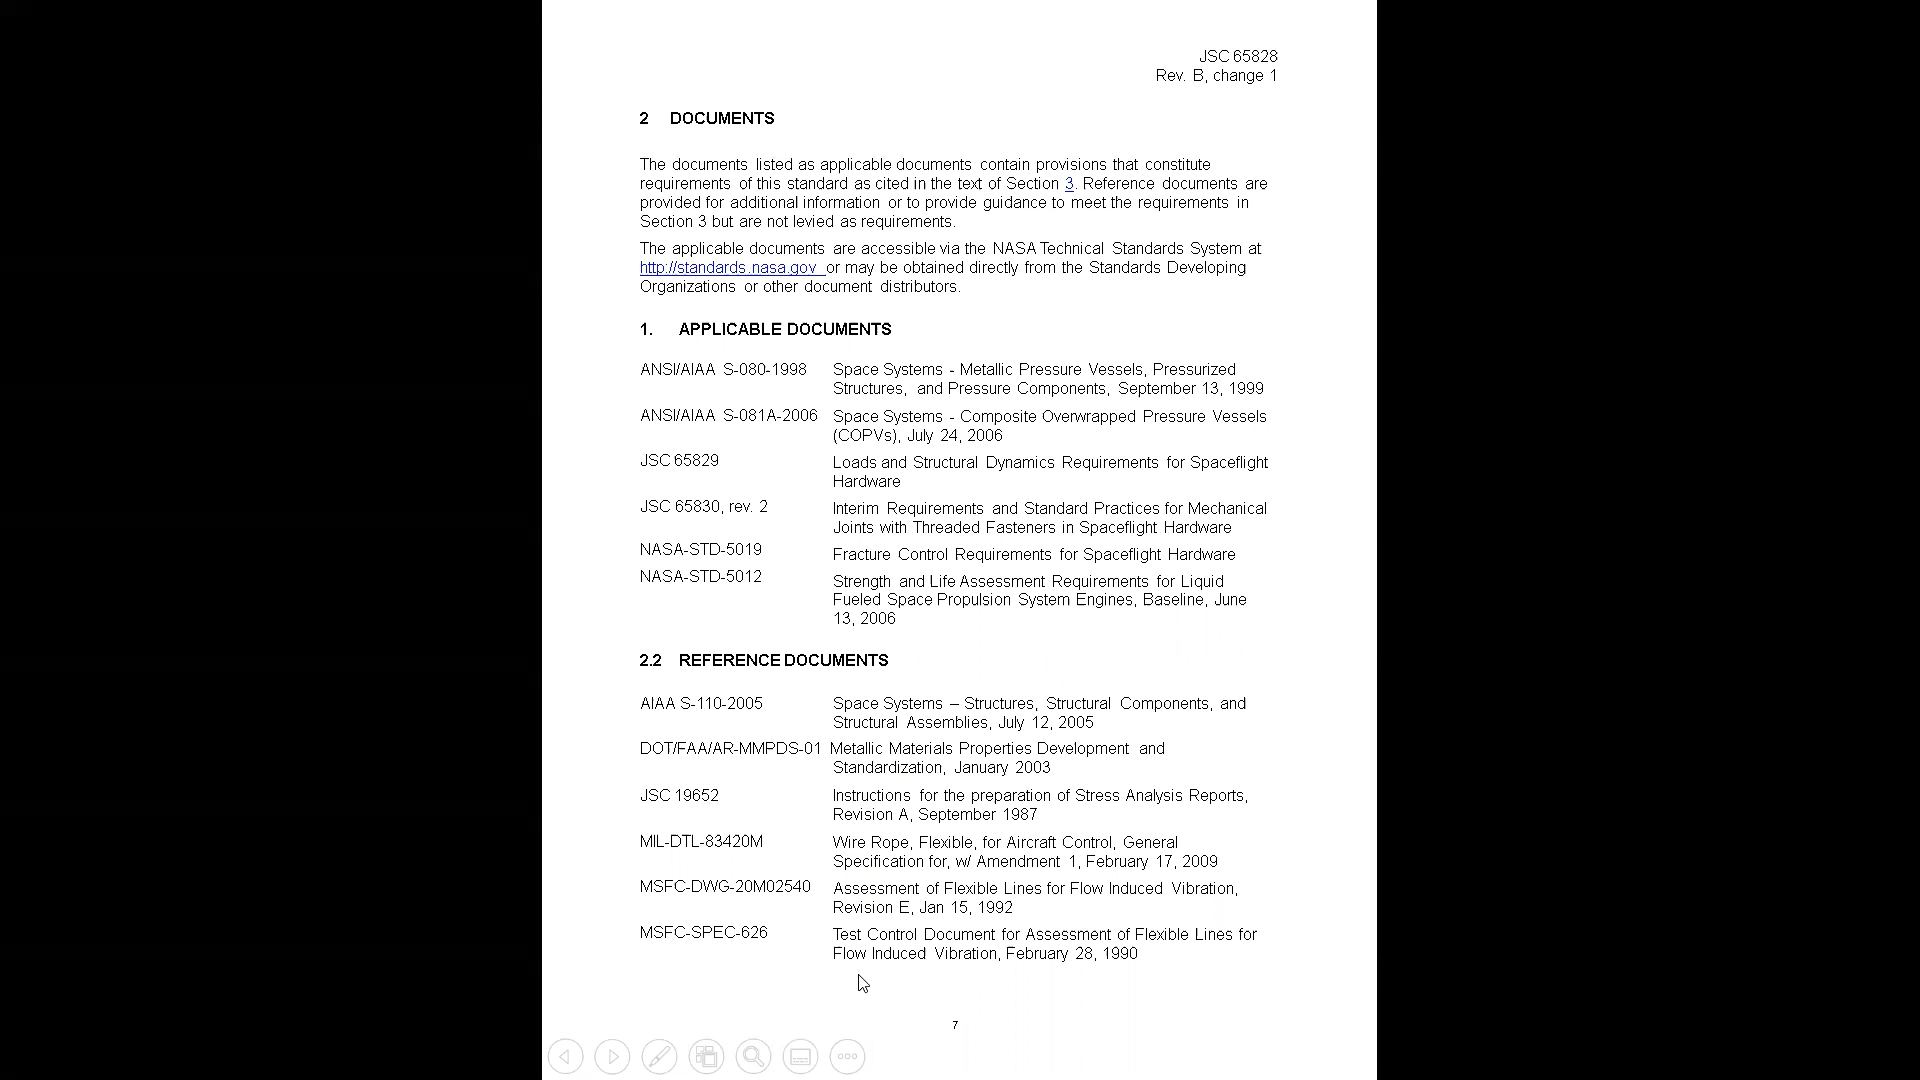 JSC 65828
Rev. B, change 1
2 DOCUMENTS
The documents listed as applicable documents contain provisions that constitute
requirements of this standard as cited in the text of Section 3. Reference documents are
provided for additional information or to provide guidance to meet the requirements in
Section 3 but are not levied as requirements.
The applicable documents are accessible via the NASA Technical Standards System at
http://standards.nasa.gov or may be obtained directly from the Standards Developing
Organizations or other document distributors.
1. APPLICABLE DOCUMENTS
ANSI/AIAA S-080-1998 Space Systems - Metallic Pressure Vessels, Pressurized
Structures, and Pressure Components, September 13, 1999
ANSI/AIAA S-081A-2006 Space Systems - Composite Overwrapped Pressure Vessels
(COPVs), July 24, 2006
JSC 65829 Loads and Structural Dynamics Requirements for Spaceflight
Hardware
JSC 65830, rev. 2 Interim Requirements and Standard Practices for Mechanical
Joints with Threaded Fasteners in Spaceflight Hardware
NASA-STD-5019 Fracture Control Requirements for Spaceflight Hardware
NASA-STD-5012 Strength and Life Assessment Requirements for Liquid
Fueled Space Propulsion System Engines, Baseline, June
13, 2006
2.2 REFERENCE DOCUMENTS
AIAA S-110-2005 Space Systems – Structures, Structural Components, and
Structural Assemblies, July 12, 2005
DOT/FAA/AR-MMPDS-01 Metallic Materials Properties Development and
Standardization, January 2003
JSC 19652 Instructions for the preparation of Stress Analysis Reports,
Revision A, September 1987
MIL-DTL-83420M Wire Rope, Flexible, for Aircraft Control, General
Specification for, w/ Amendment 1, February 17, 2009
MSFC-DWG-20M02540 Assessment of Flexible Lines for Flow Induced Vibration,
Revision E, Jan 15, 1992
MSFC-SPEC-626 Test Control Document for Assessment of Flexible Lines for
Flow Induced Vibration, February 28, 1990
7